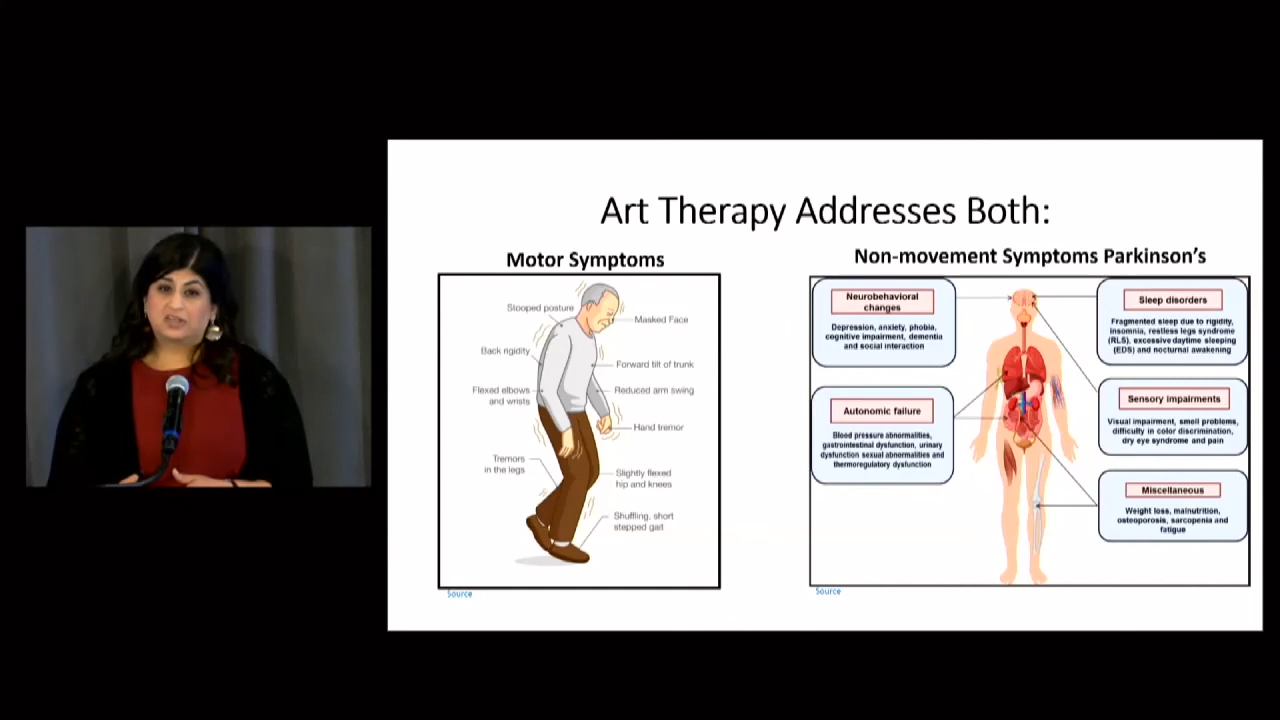 Art Therapy Addresses Both:
Motor Symptoms
Stooped posture
Masked Face
Back rigidity
Forward tilt of trunk
Flexed elbows
and wrists
Reduced arm swing
Hand tremor
Tremors
in the legs
Slightly flexed
hip and knees
Shuffling, short
stepped gait
Source
Non-movement Symptoms Parkinson's
Neurobehavioral
changes
Depression, anxiety, phobia,
cognitive impairment, dementia
and social interaction
Autonomic failure
Blood pressure abnormalities,
gastrointestinal dysfunction, urinary
dysfunction sexual abnormalities and
thermoregulatory dysfunction
Sleep disorders
Fragmented sleep due to rigidity,
insomnia, restless legs syndrome
(RLS), excessive daytime sleeping
(EDS) and nocturnal awakening
Sensory impairments
Visual impairment, smell problems,
difficulty in color discrimination,
dry eye syndrome and pain
Miscellaneous
Weight loss, malnutrition,
osteoporosis, sarcopenia and
fatigue
Source